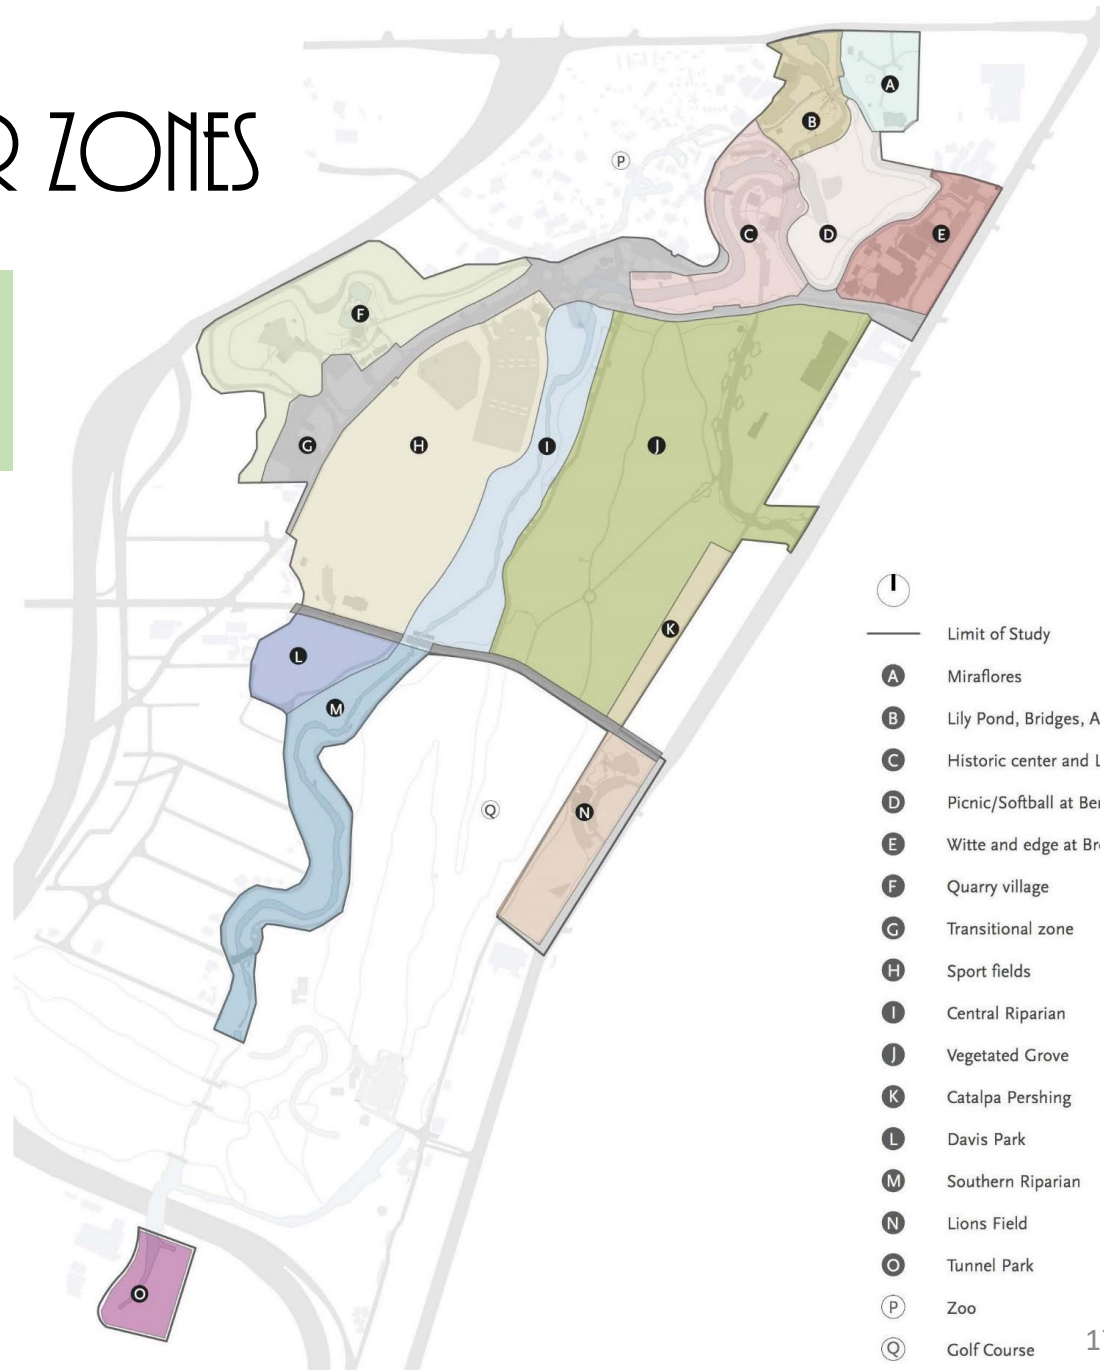 ZONES
A
B
P
C
D
E
F
G
H
I
J
K
L
M
N
Q
O
Limit of Study
A Miraflores
B Lily Pond, Bridges, A
C Historic center and L
D Picnic/Softball at Be
E Witte and edge at Br
F Quarry village
G Transitional zone
H Sport fields
I Central Riparian
J Vegetated Grove
K Catalpa Pershing
L Davis Park
M Southern Riparian
N Lions Field
O Tunnel Park
P Zoo
Q Golf Course